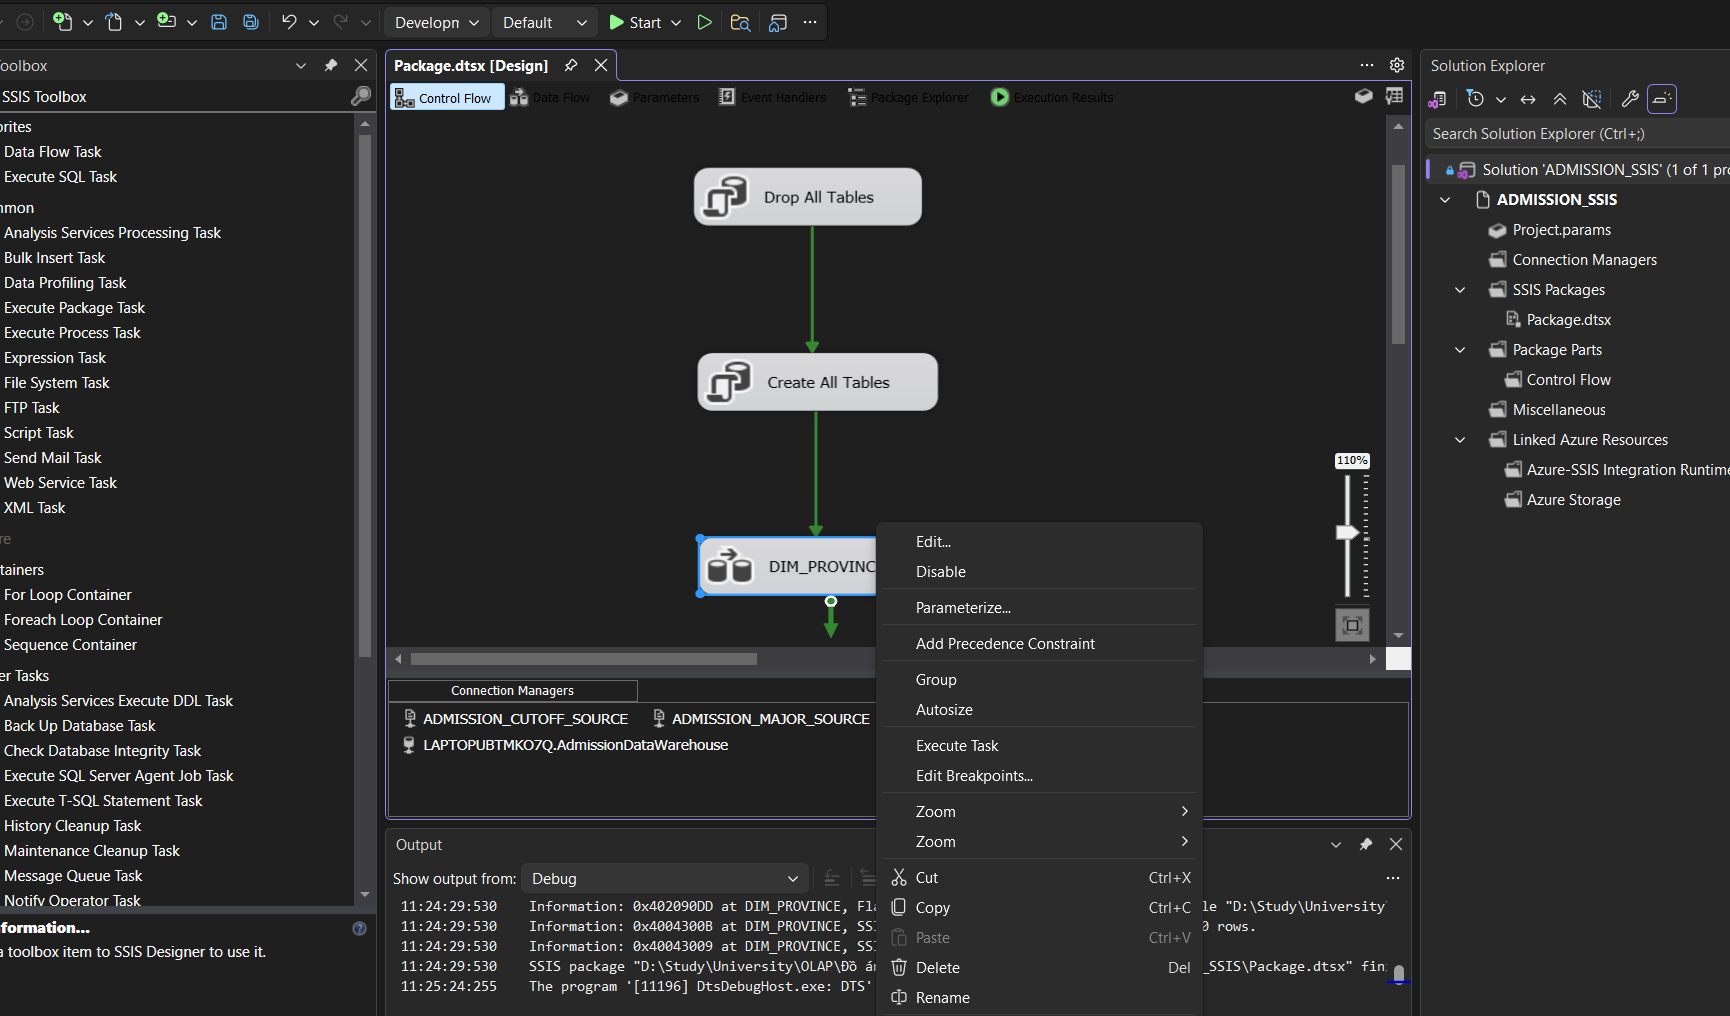 Developn
Default
Start
oolbox
SSIS Toolbox
orites
Data Flow Task
Execute SQL Task
mmon
Analysis Services Processing Task
Bulk Insert Task
Data Profiling Task
Execute Package Task
Execute Process Task
Expression Task
File System Task
FTP Task
Script Task
Send Mail Task
Web Service Task
XML Task
re
tainers
For Loop Container
Foreach Loop Container
Sequence Container
er Tasks
Analysis Services Execute DDL Task
Back Up Database Task
Check Database Integrity Task
Execute SQL Server Agent Job Task
Execute T-SQL Statement Task
History Cleanup Task
Maintenance Cleanup Task
Message Queue Task
Notify Operator Task
formation...
a toolbox item to SSIS Designer to use it.
Package.dtsx [Design]
Control Flow
Data Flow
Parameters
Event Handlers
Package Explorer
Execution Results
Drop All Tables
Create All Tables
DIM_PROVINC
110%
Connection Managers
ADMISSION_CUTOFF_SOURCE
ADMISSION_MAJOR_SOURCE
LAPTOPUBTMKO7Q.AdmissionDataWarehouse
Edit...
Disable
Parameterize...
Add Precedence Constraint
Group
Autosize
Execute Task
Edit Breakpoints...
Zoom
Zoom
Cut Ctrl+X
Copy Ctrl+C
Paste Ctrl+V
Delete Del
Rename
Output
Show output from: Debug
11:24:29:530 Information: 0x402090DD at DIM_PROVINCE, Fla le "D:\Study\University\
11:24:29:530 Information: 0x4004300B at DIM_PROVINCE, SSI 0 rows.
11:24:29:530 Information: 0x40043009 at DIM_PROVINCE, SSI
11:24:29:530 SSIS package "D:\Study\University\OLAP\Đồ án _SSIS\Package.dtsx" fini
11:25:24:255 The program '[11196] DtsDebugHost.exe: DTS'
Solution Explorer
Search Solution Explorer (Ctrl+;)
Solution 'ADMISSION_SSIS' (1 of 1 pro
ADMISSION_SSIS
Project.params
Connection Managers
SSIS Packages
Package.dtsx
Package Parts
Control Flow
Miscellaneous
Linked Azure Resources
Azure-SSIS Integration Runtime
Azure Storage